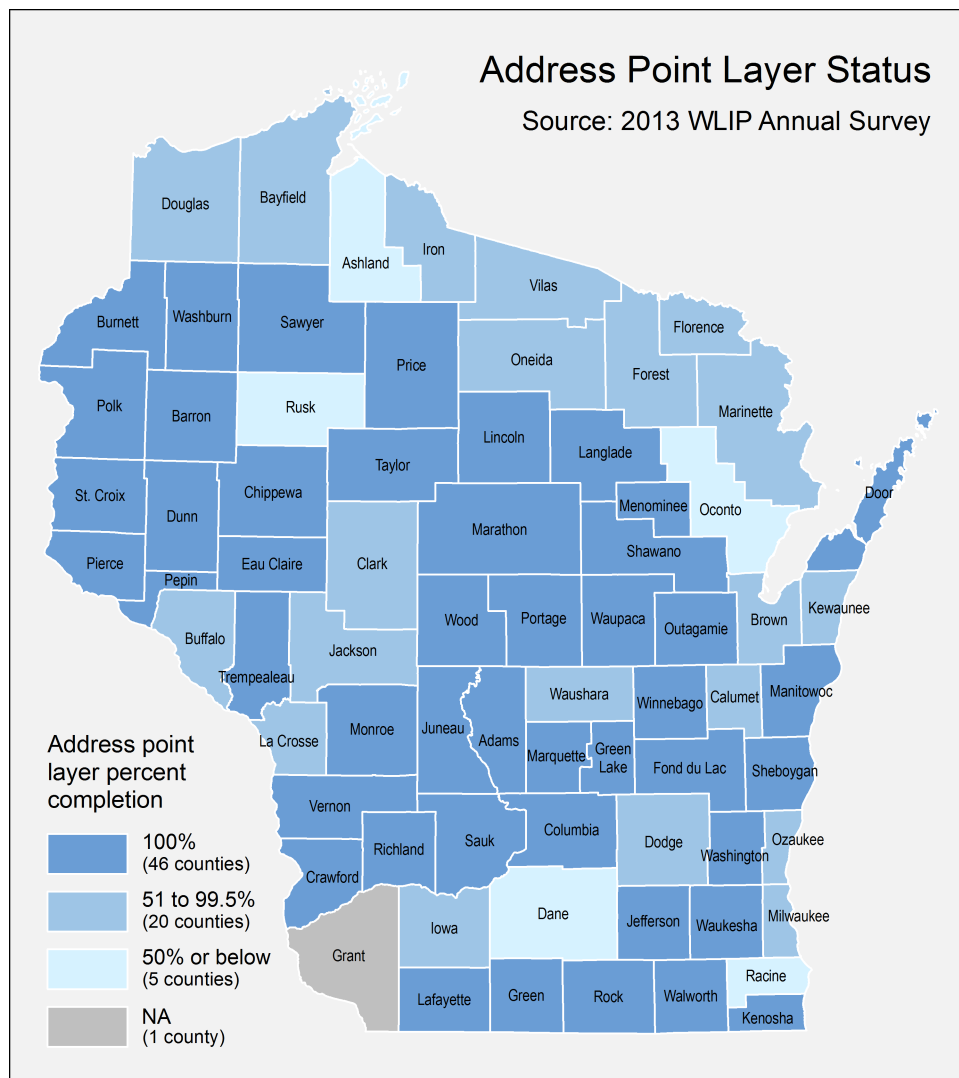 Address Point Layer Status
Source: 2013 WLIP Annual Survey
Douglas
Bayfield
Ashland
Iron
Vilas
Burnett
Washburn
Sawyer
Price
Oneida
Forest
Florence
Marinette
Polk
Barron
Rusk
Taylor
Lincoln
Langlade
Menominee
Oconto
Door
St. Croix
Dunn
Chippewa
Marathon
Shawano
Pierce
Pepin
Eau Claire
Clark
Wood
Portage
Waupaca
Outagamie
Brown
Kewaunee
Buffalo
Trempealeau
Jackson
Waushara
Winnebago
Calumet
Manitowoc
La Crosse
Monroe
Juneau
Adams
Marquette
Green
Lake
Fond du Lac
Sheboygan
Vernon
Richland
Sauk
Columbia
Dodge
Washington
Ozaukee
Crawford
Grant
Iowa
Dane
Jefferson
Waukesha
Milwaukee
Lafayette
Green
Rock
Walworth
Racine
Kenosha
Address point
layer percent
completion
100%
(46 counties)
51 to 99.5%
(20 counties)
50% or below
(5 counties)
NA
(1 county)